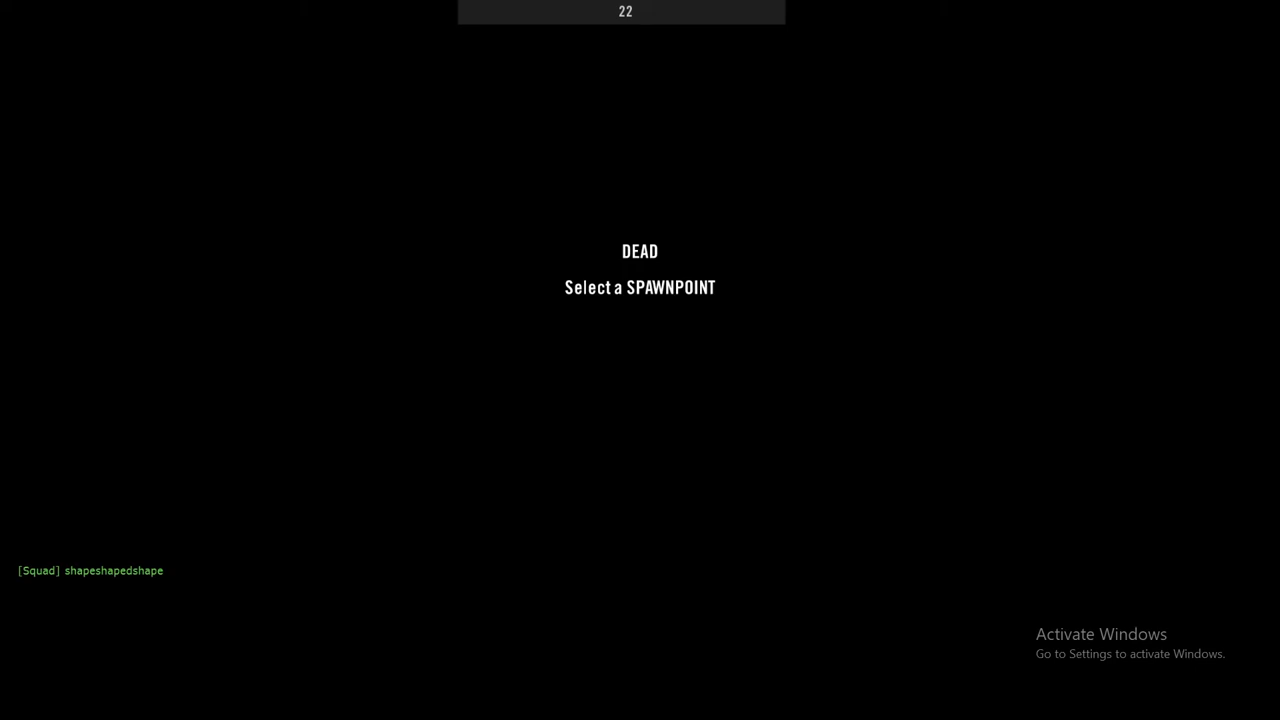 22
DEAD
Select a SPAWNPOINT
[Squad] shapeshapedshape
Activate Windows
Go to Settings to activate Windows.